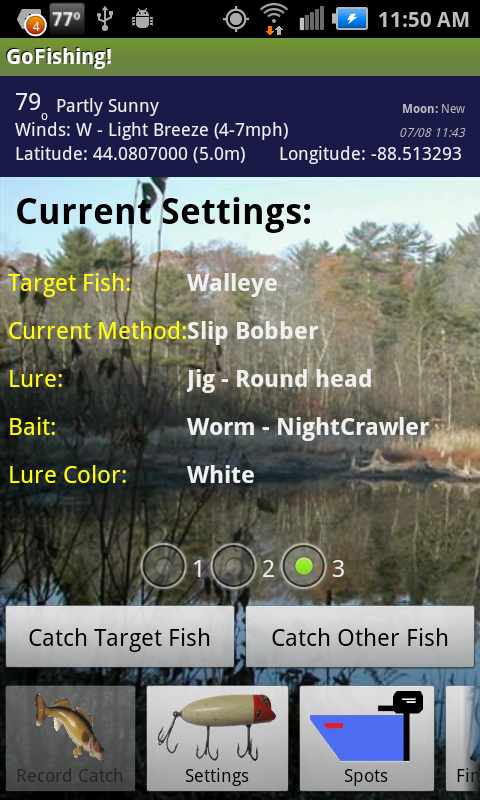 4 77° 11:50 AM
GoFishing!
79o Partly Sunny Moon: New
Winds: W - Light Breeze (4-7mph) 07/08 11:43
Latitude: 44.0807000 (5.0m) Longitude: -88.513293
Current Settings:
Target Fish: Walleye
Current Method: Slip Bobber
Lure: Jig - Round head
Bait: Worm - NightCrawler
Lure Color: White
1 2 3
Catch Target Fish Catch Other Fish
Record Catch Settings Spots Fin